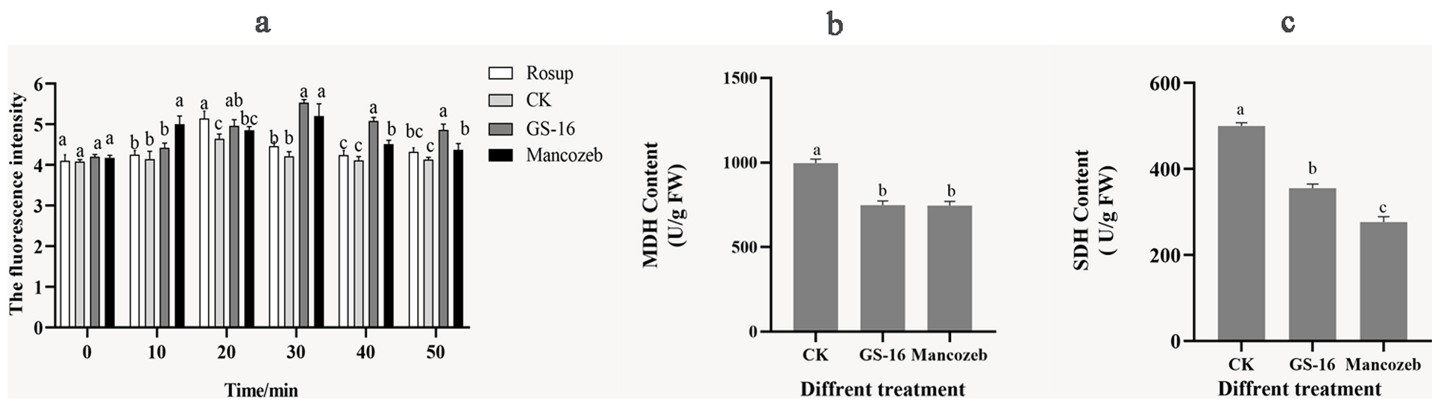 a
b
c
The fluorescence intensity
6
5
4
3
2
1
0
a a a a
b b b a
a c ab bc
b b a a
c c a b
bc c a b
0 10 20 30 40 50
Time/min
Rosup
CK
GS-16
Mancozeb
MDH Content
(U/g FW)
1500
1000
500
0
a b b
CK GS-16 Mancozeb
Diffrent treatment
SDH Content
( U/g FW)
600
400
200
0
a b c
CK GS-16 Mancozeb
Diffrent treatment